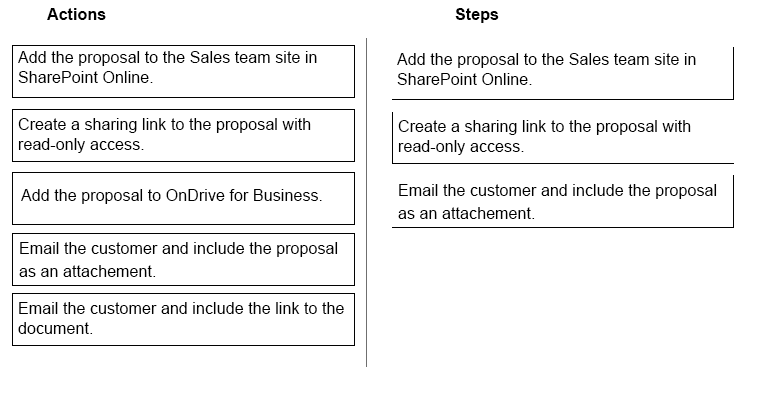 Actions
Add the proposal to the Sales team site in
SharePoint Online.
Create a sharing link to the proposal with
read-only access.
Add the proposal to OnDrive for Business.
Email the customer and include the proposal
as an attachement.
Email the customer and include the link to the
document.
Steps
Add the proposal to the Sales team site in
SharePoint Online.
Create a sharing link to the proposal with
read-only access.
Email the customer and include the proposal
as an attachement.